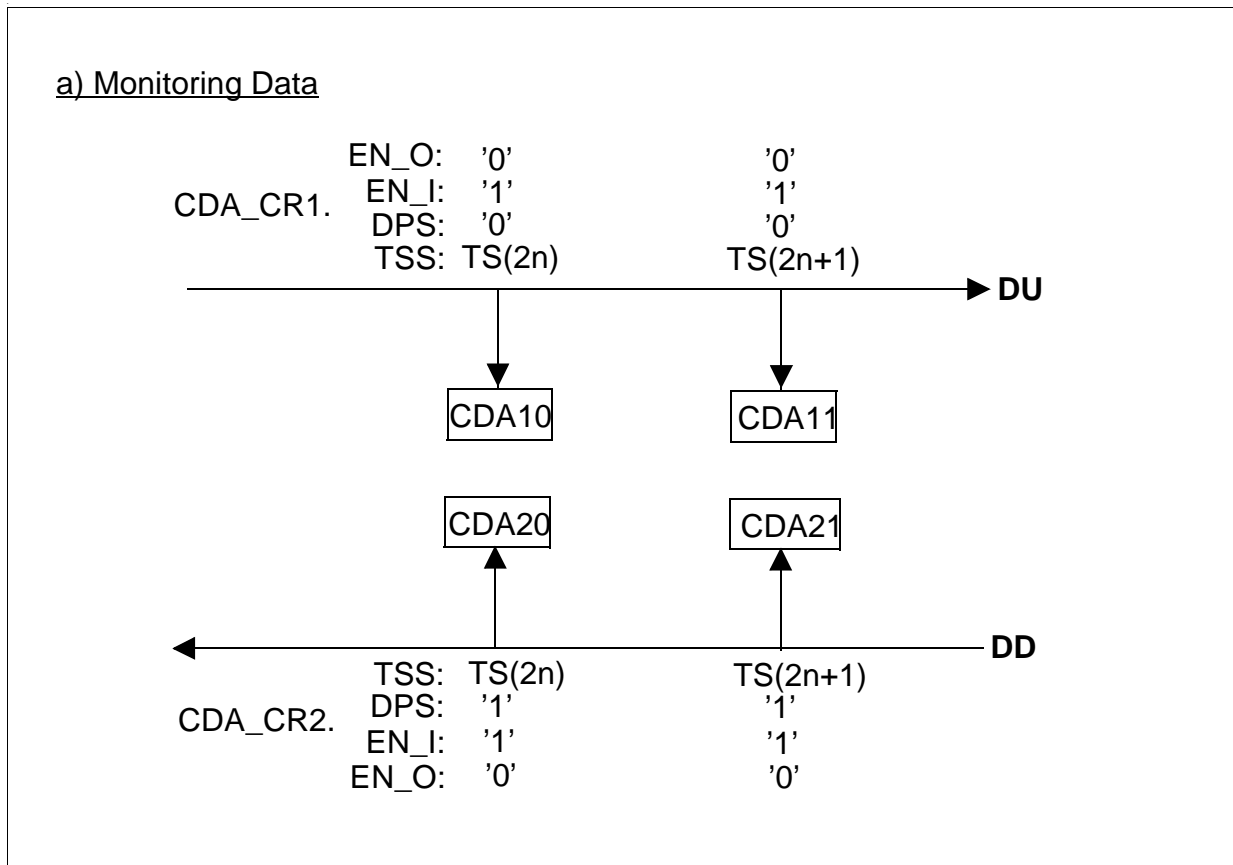 a) Monitoring Data
EN_O: ’0’ ’0’
EN_I: ’1’ ’1’
CDA_CR1.
DPS: ’0’ ’0’
TSS: TS(2n) TS(2n+1)
DU
CDA10 CDA11
CDA20 CDA21
DD
TSS: TS(2n) TS(2n+1)
DPS: ’1’ ’1’
CDA_CR2.
EN_I: ’1’ ’1’
EN_O: ’0’ ’0’